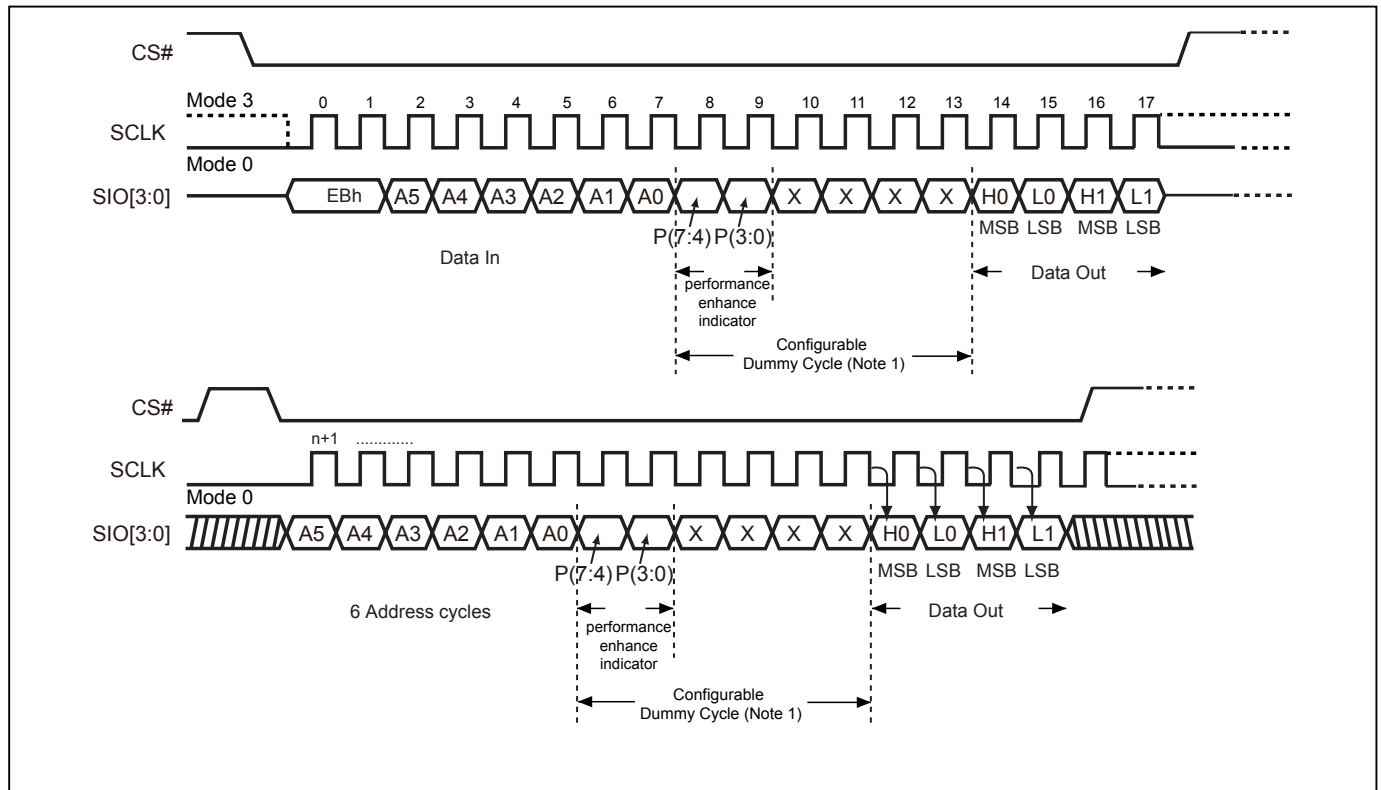 CS#
Mode 3
0 1 2 3 4 5 6 7 8 9 10 11 12 13 14 15 16 17
SCLK
Mode 0
SIO[3:0] EBh A5 A4 A3 A2 A1 A0 X X X X H0 L0 H1 L1
P(7:4) P(3:0) MSB LSB MSB LSB
Data In
Data Out
performance
enhance
indicator
Configurable
Dummy Cycle (Note 1)
CS#
n+1 .............
SCLK
Mode 0
SIO[3:0] A5 A4 A3 A2 A1 A0 X X X X H0 L0 H1 L1
P(7:4) P(3:0) MSB LSB MSB LSB
6 Address cycles
Data Out
performance
enhance
indicator
Configurable
Dummy Cycle (Note 1)